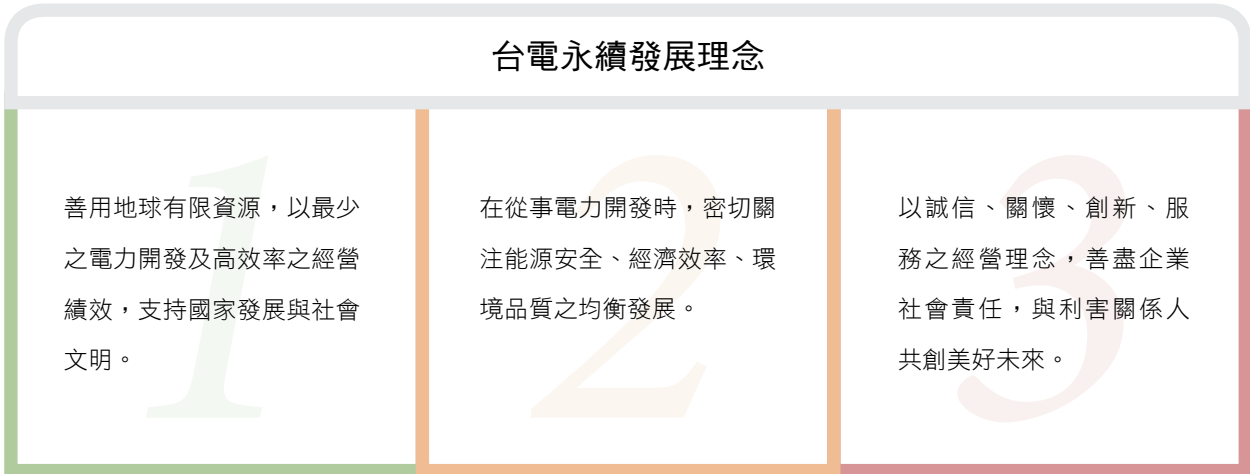 台電永續發展理念
1
善用地球有限資源，以最少
之電力開發及高效率之經營
績效，支持國家發展與社會
文明。
2
在從事電力開發時，密切關
注能源安全、經濟效率、環
境品質之均衡發展。
3
以誠信、關懷、創新、服
務之經營理念，善盡企業
社會責任，與利害關係人
共創美好未來。